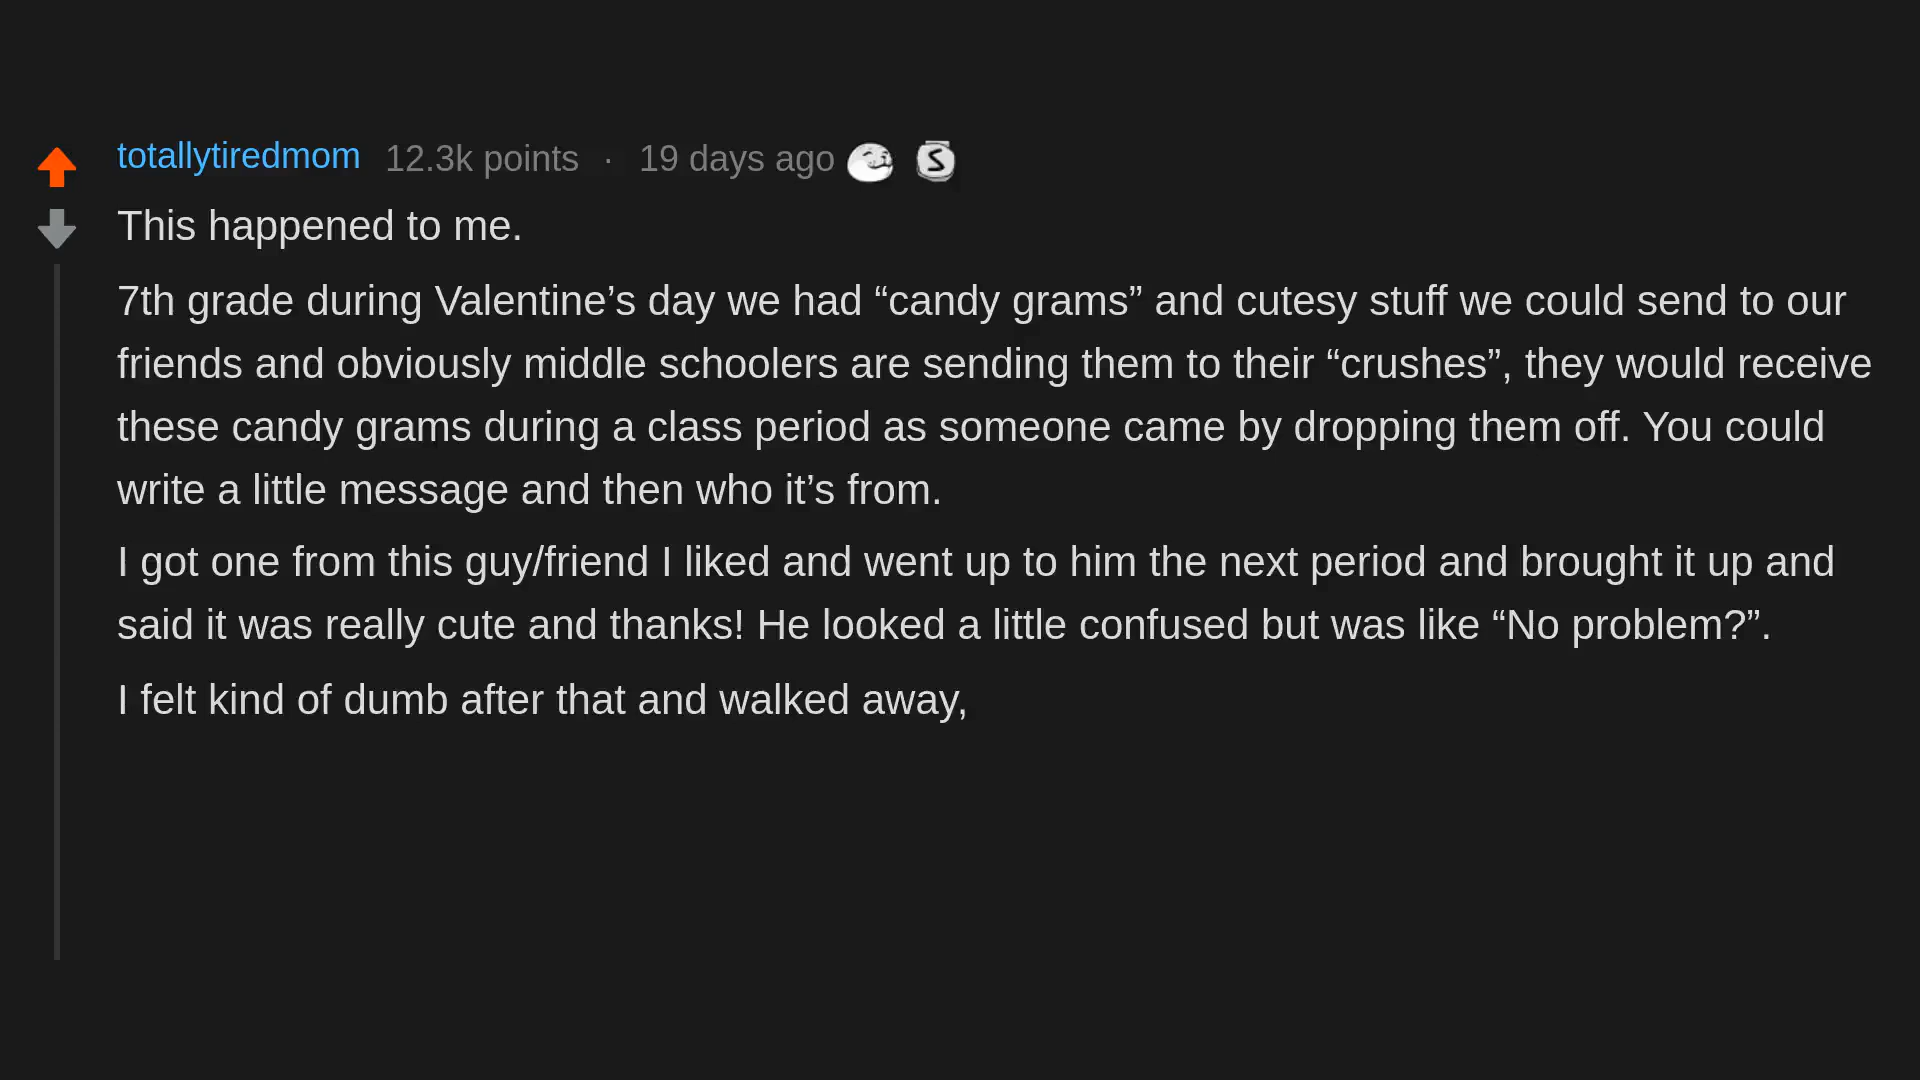 totallytiredmom 12.3k points · 19 days ago S
This happened to me.
7th grade during Valentine’s day we had “candy grams” and cutesy stuff we could send to our
friends and obviously middle schoolers are sending them to their “crushes”, they would receive
these candy grams during a class period as someone came by dropping them off. You could
write a little message and then who it’s from.
I got one from this guy/friend I liked and went up to him the next period and brought it up and
said it was really cute and thanks! He looked a little confused but was like “No problem?”.
I felt kind of dumb after that and walked away,